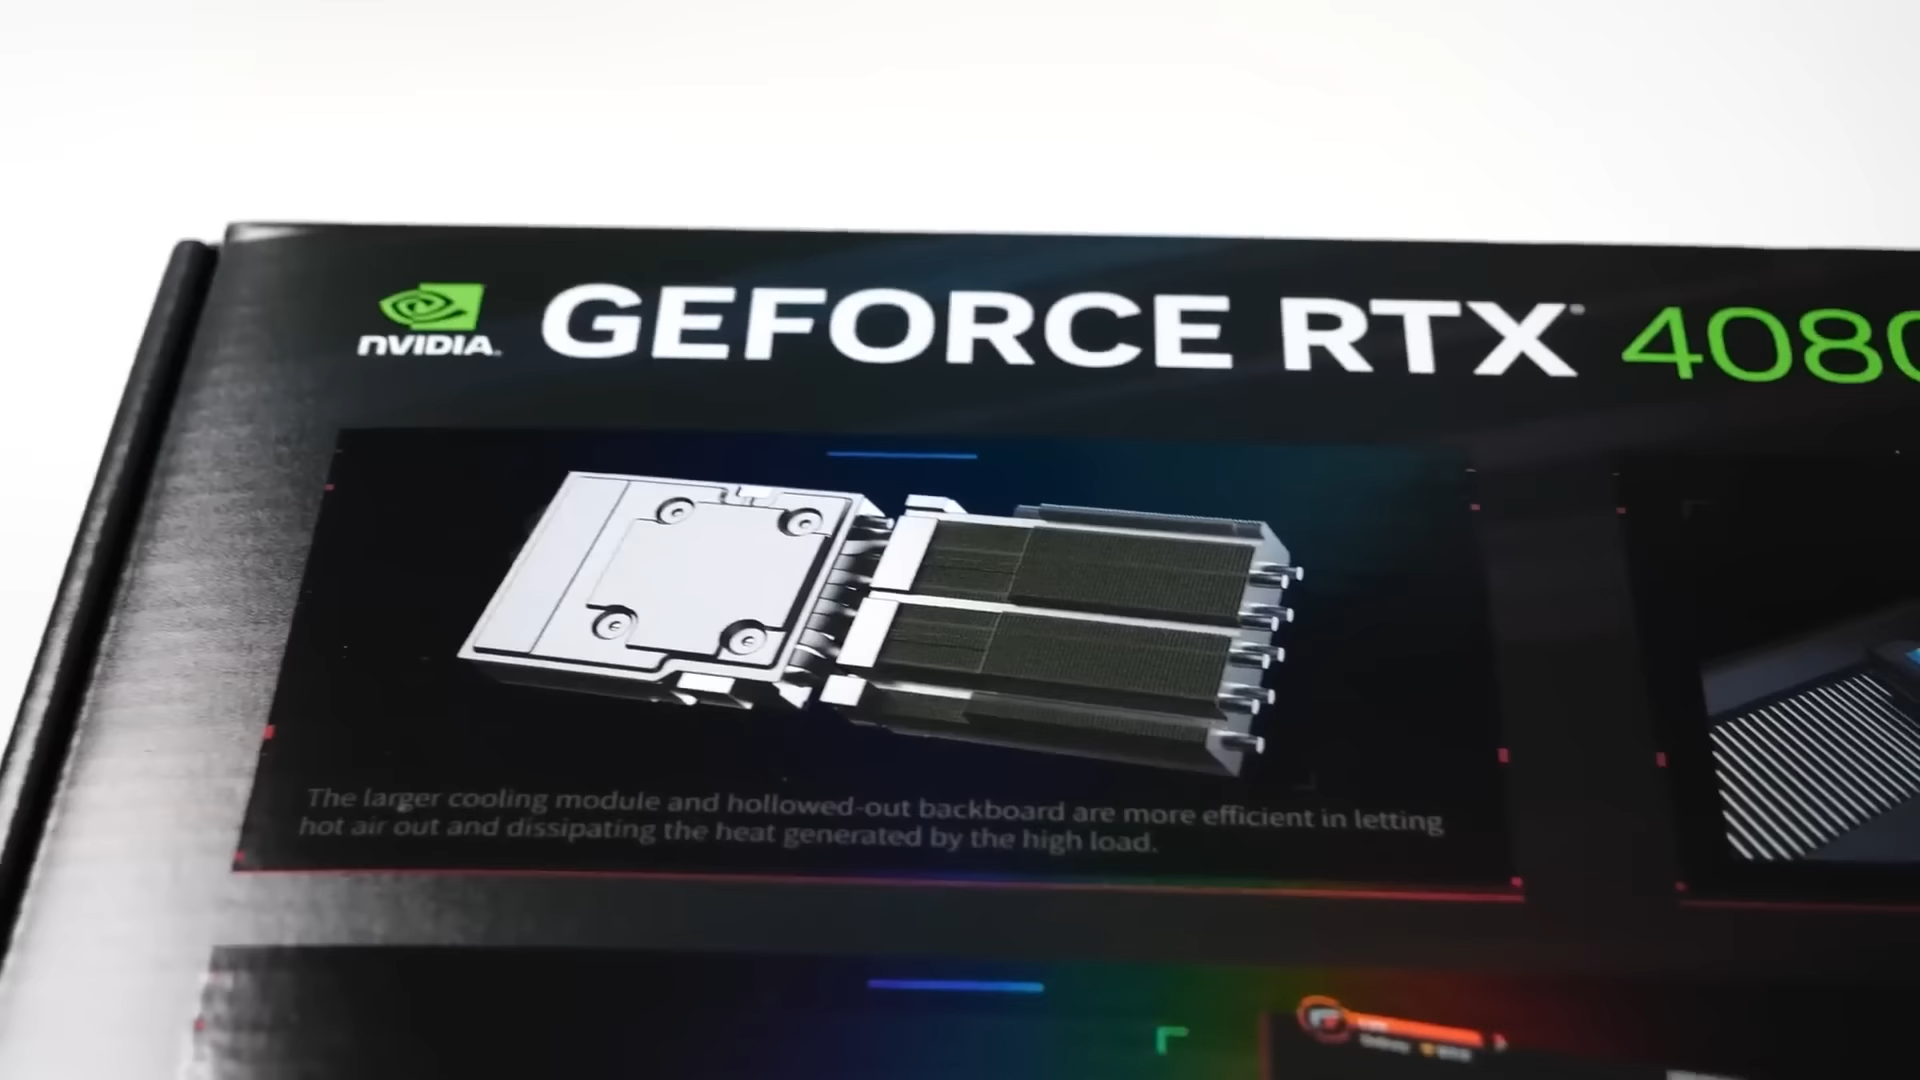 NVIDIA.
GEFORCE RTX 4080
The larger cooling module and hollowed-out backboard are more efficient in letting
hot air out and dissipating the heat generated by the high load.